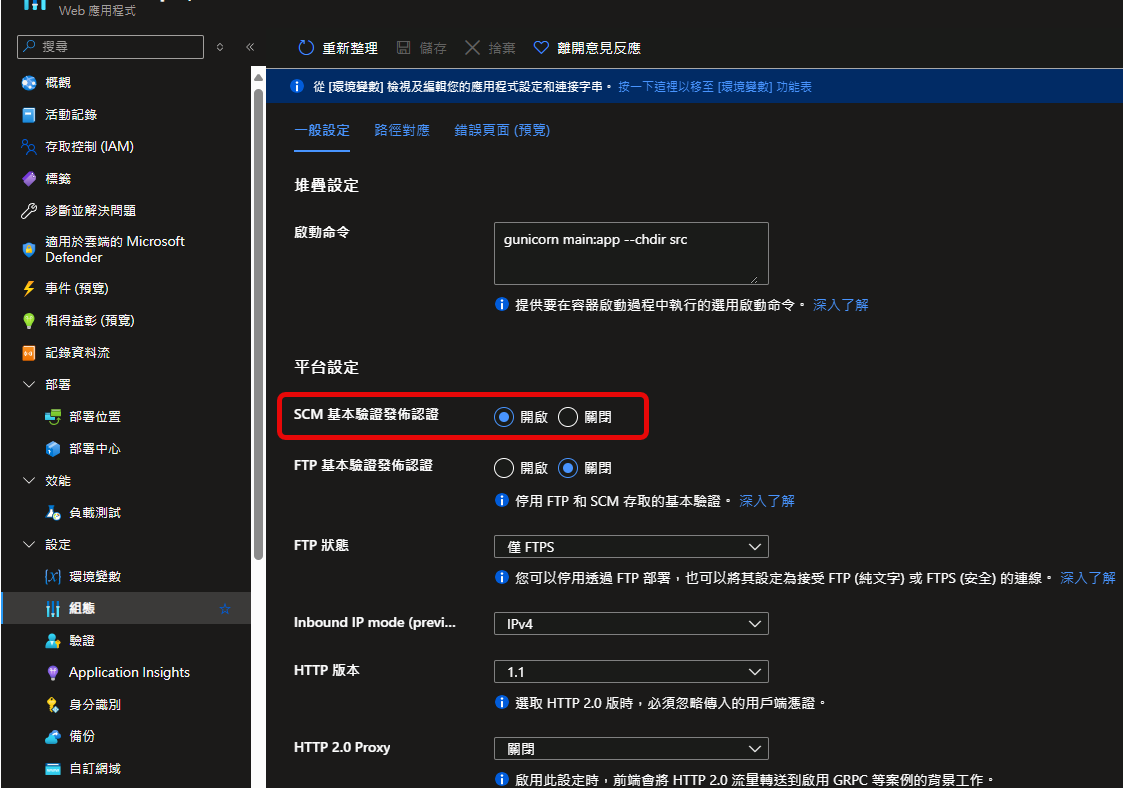 Web 應用程式
搜尋
重新整理
儲存
捨棄
離開意見反應
概觀
活動記錄
存取控制 (IAM)
標籤
診斷並解決問題
適用於雲端的 Microsoft
Defender
事件 (預覽)
相得益彰 (預覽)
記錄資料流
部署
部署位置
部署中心
效能
負載測試
設定
環境變數
組態
驗證
Application Insights
身分識別
備份
自訂網域
從 [環境變數] 檢視及編輯您的應用程式設定和連接字串。 按一下這裡以移至 [環境變數] 功能表
一般設定
路徑對應
錯誤頁面 (預覽)
堆疊設定
啟動命令
gunicorn main:app --chdir src
提供要在容器啟動過程中執行的選用啟動命令。 深入了解
平台設定
SCM 基本驗證發佈認證
開啟
關閉
FTP 基本驗證發佈認證
開啟
關閉
停用 FTP 和 SCM 存取的基本驗證。 深入了解
FTP 狀態
僅 FTPS
您可以停用透過 FTP 部署，也可以將其設定為接受 FTP (純文字) 或 FTPS (安全) 的連線。 深入了解
Inbound IP mode (previ...
IPv4
HTTP 版本
1.1
選取 HTTP 2.0 版時，必須忽略傳入的用戶端憑證。
HTTP 2.0 Proxy
關閉
啟用此設定時，前端會將 HTTP 2.0 流量轉送到啟用 GRPC 等案例的背景工作。